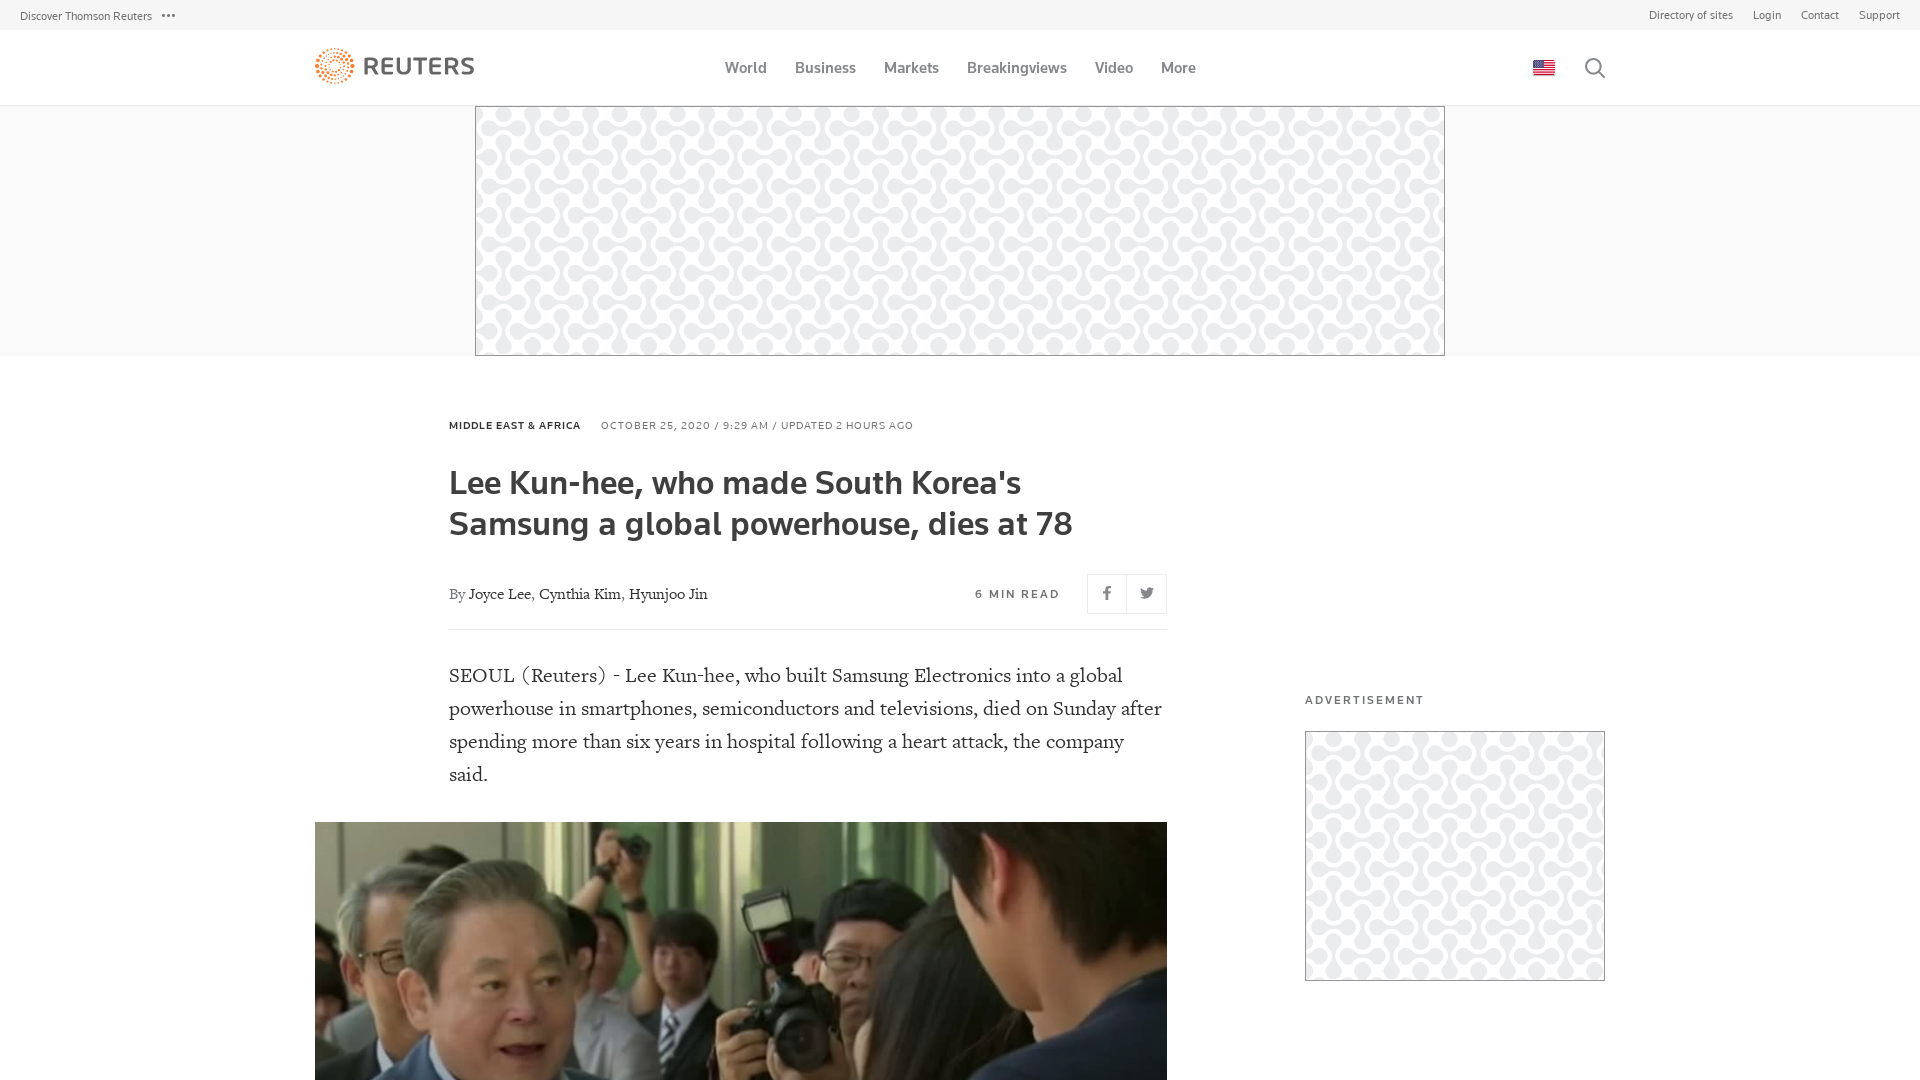 Discover Thomson Reuters
Directory of sites Login Contact Support
REUTERS
World Business Markets Breakingviews Video More
MIDDLE EAST & AFRICA OCTOBER 25, 2020 / 9:29 AM / UPDATED 2 HOURS AGO
Lee Kun-hee, who made South Korea's
Samsung a global powerhouse, dies at 78
By Joyce Lee, Cynthia Kim, Hyunjoo Jin
6 MIN READ
SEOUL (Reuters) - Lee Kun-hee, who built Samsung Electronics into a global
powerhouse in smartphones, semiconductors and televisions, died on Sunday after
spending more than six years in hospital following a heart attack, the company
said.
ADVERTISEMENT